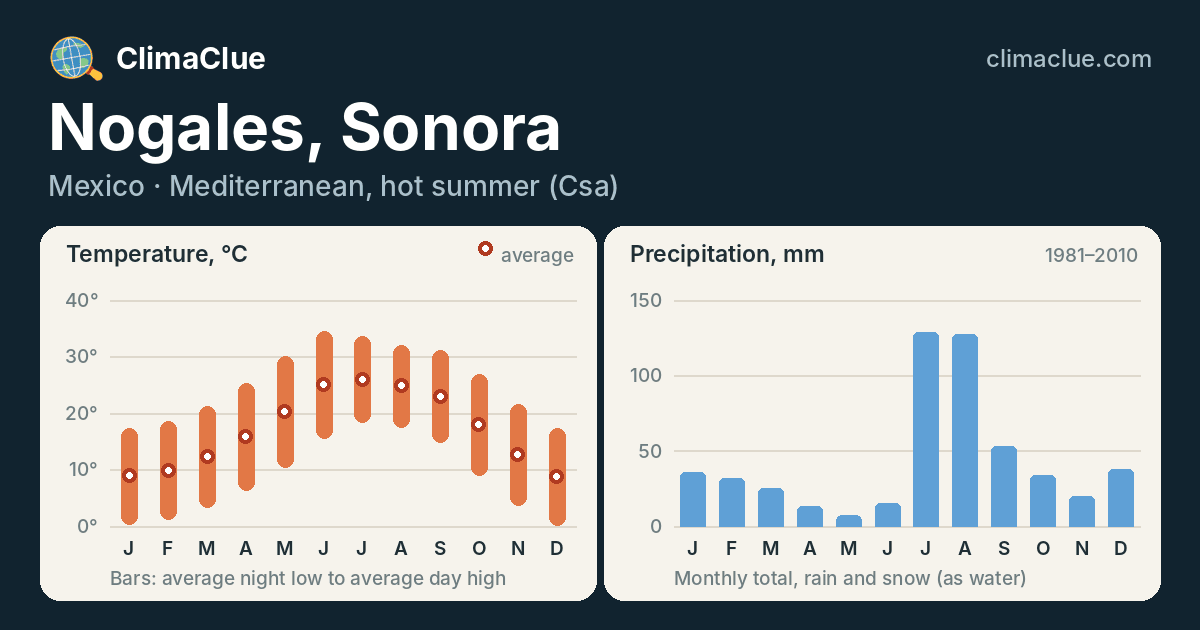 ClimaClue
climaclue.com
Nogales, Sonora
Mexico · Mediterranean, hot summer (Csa)
Temperature, °C
average
40°
30°
20°
10°
0°
J F M A M J J A S O N D
Bars: average night low to average day high
Precipitation, mm
1981–2010
150
100
50
0
J F M A M J J A S O N D
Monthly total, rain and snow (as water)